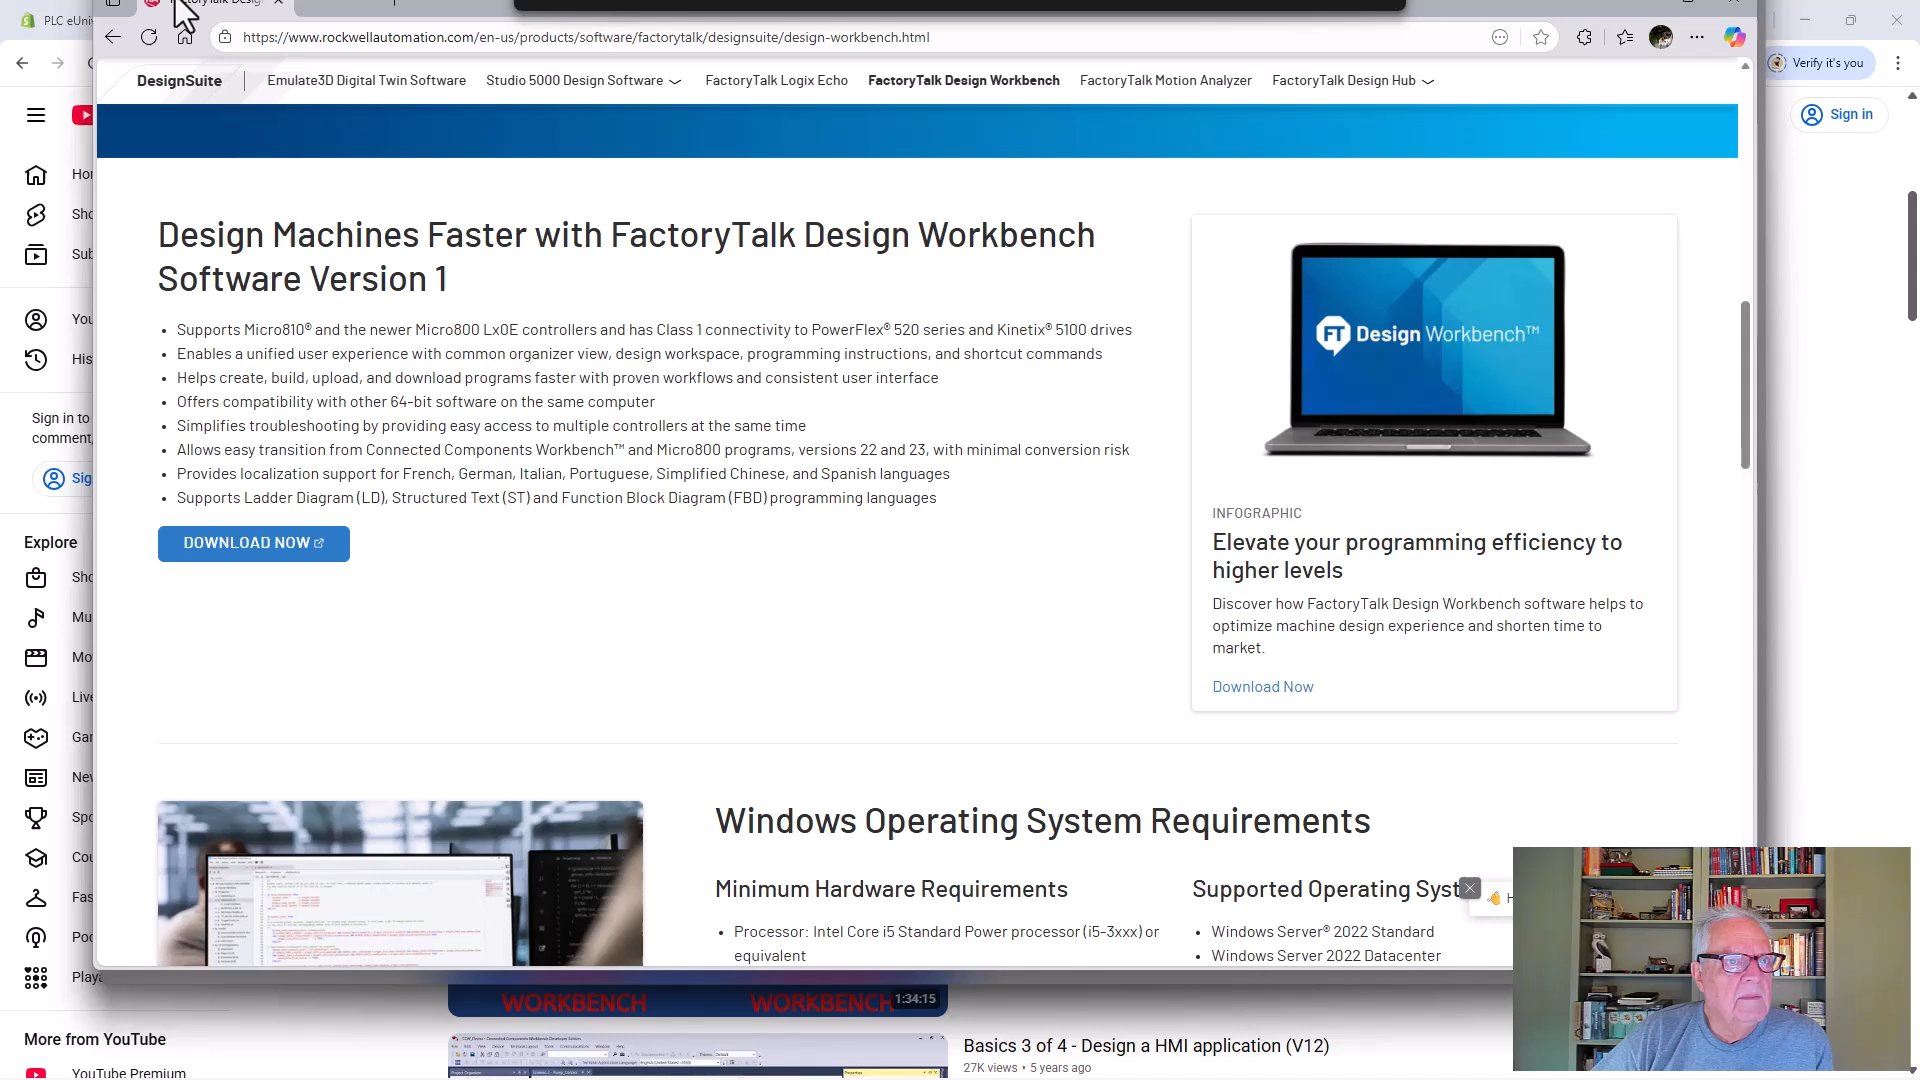 PLC eUni
https://www.rockwellautomation.com/en-us/products/software/factorytalk/designsuite/design-workbench.html
Verify it's you
DesignSuite
Emulate3D Digital Twin Software
Studio 5000 Design Software
FactoryTalk Logix Echo
FactoryTalk Design Workbench
FactoryTalk Motion Analyzer
FactoryTalk Design Hub
Sign in
Design Machines Faster with FactoryTalk Design Workbench
Software Version 1
• Supports Micro810® and the newer Micro800 Lx0E controllers and has Class 1 connectivity to PowerFlex® 520 series and Kinetix® 5100 drives
• Enables a unified user experience with common organizer view, design workspace, programming instructions, and shortcut commands
• Helps create, build, upload, and download programs faster with proven workflows and consistent user interface
• Offers compatibility with other 64-bit software on the same computer
• Simplifies troubleshooting by providing easy access to multiple controllers at the same time
• Allows easy transition from Connected Components Workbench™ and Micro800 programs, versions 22 and 23, with minimal conversion risk
• Provides localization support for French, German, Italian, Portuguese, Simplified Chinese, and Spanish languages
• Supports Ladder Diagram (LD), Structured Text (ST) and Function Block Diagram (FBD) programming languages
DOWNLOAD NOW
FT Design Workbench™
INFOGRAPHIC
Elevate your programming efficiency to
higher levels
Discover how FactoryTalk Design Workbench software helps to
optimize machine design experience and shorten time to
market.
Download Now
Windows Operating System Requirements
Minimum Hardware Requirements
• Processor: Intel Core i5 Standard Power processor (i5-3xxx) or
equivalent
Supported Operating Syst
• Windows Server® 2022 Standard
• Windows Server 2022 Datacenter
Sign in to
comment,
Sig
Explore
More from YouTube
YouTube Premium
WORKBENCH WORKBENCH
1:34:15
Basics 3 of 4 - Design a HMI application (V12)
27K views • 5 years ago